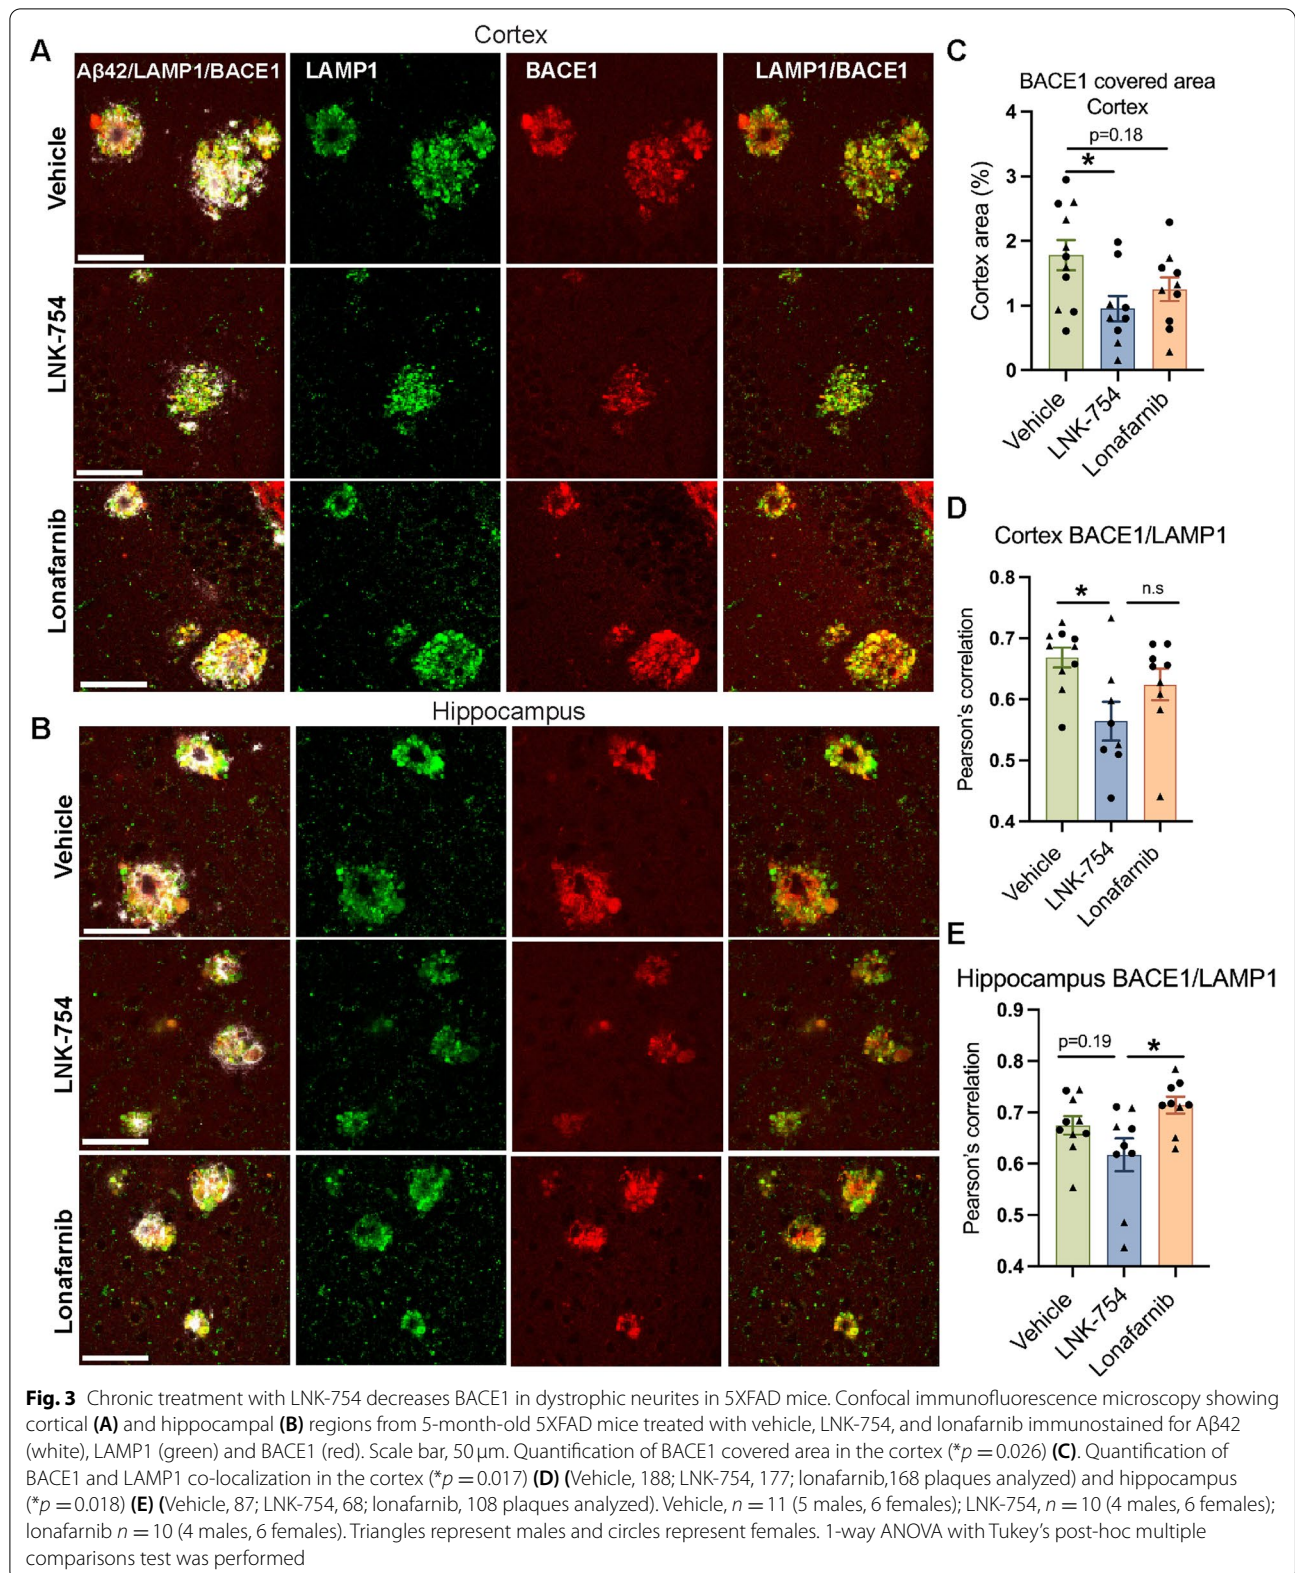 A
Cortex
Aβ42/LAMP1/BACE1 LAMP1 BACE1 LAMP1/BACE1
Vehicle
LNK-754
Lonafarnib
B
Hippocampus
Vehicle
LNK-754
Lonafarnib
C
BACE1 covered area
Cortex
p=0.18
*
Cortex area (%)
4
3
2
1
0
Vehicle
LNK-754
Lonafarnib
D
Cortex BACE1/LAMP1
* n.s
Pearson's correlation
0.8
0.7
0.6
0.5
0.4
Vehicle
LNK-754
Lonafarnib
E
Hippocampus BACE1/LAMP1
p=0.19 *
Pearson's correlation
0.9
0.8
0.7
0.6
0.5
0.4
Vehicle
LNK-754
Lonafarnib
Fig. 3 Chronic treatment with LNK-754 decreases BACE1 in dystrophic neurites in 5XFAD mice. Confocal immunofluorescence microscopy showing
cortical (A) and hippocampal (B) regions from 5-month-old 5XFAD mice treated with vehicle, LNK-754, and lonafarnib immunostained for Aβ42
(white), LAMP1 (green) and BACE1 (red). Scale bar, 50 μm. Quantification of BACE1 covered area in the cortex (*p = 0.026) (C). Quantification of
BACE1 and LAMP1 co-localization in the cortex (*p = 0.017) (D) (Vehicle, 188; LNK-754, 177; lonafarnib,168 plaques analyzed) and hippocampus
(*p = 0.018) (E) (Vehicle, 87; LNK-754, 68; lonafarnib, 108 plaques analyzed). Vehicle, n = 11 (5 males, 6 females); LNK-754, n = 10 (4 males, 6 females);
lonafarnib n = 10 (4 males, 6 females). Triangles represent males and circles represent females. 1-way ANOVA with Tukey's post-hoc multiple
comparisons test was performed